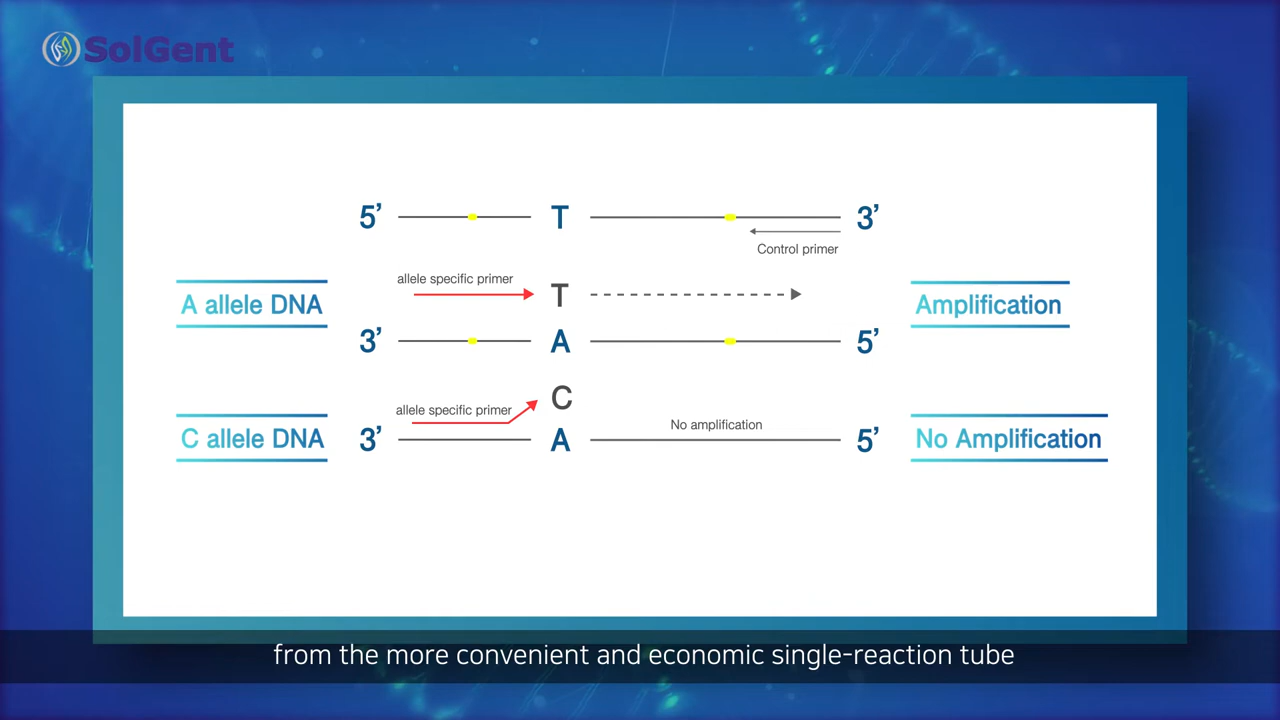 SolGent
5' T 3'
Control primer
allele specific primer
T
A allele DNA
Amplification
3' A 5'
C
allele specific primer
No amplification
C allele DNA
3' A 5'
No Amplification
from the more convenient and economic single-reaction tube